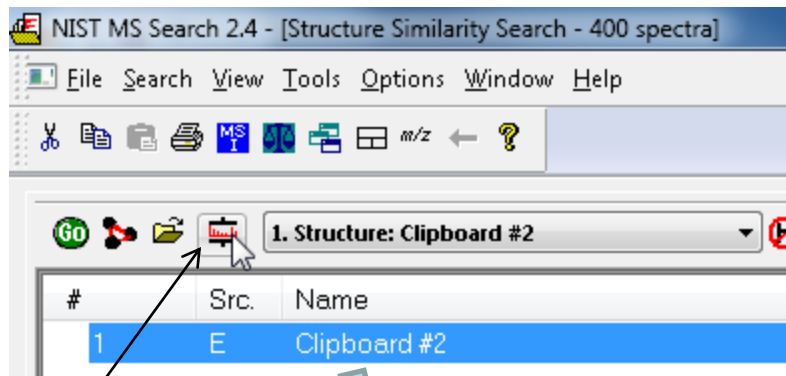 NIST MS Search 2.4 - [Structure Similarity Search - 400 spectra]
File Search View Tools Options Window Help
MS I m/z ?
GO 1. Structure: Clipboard #2
# Src. Name
1 E Clipboard #2